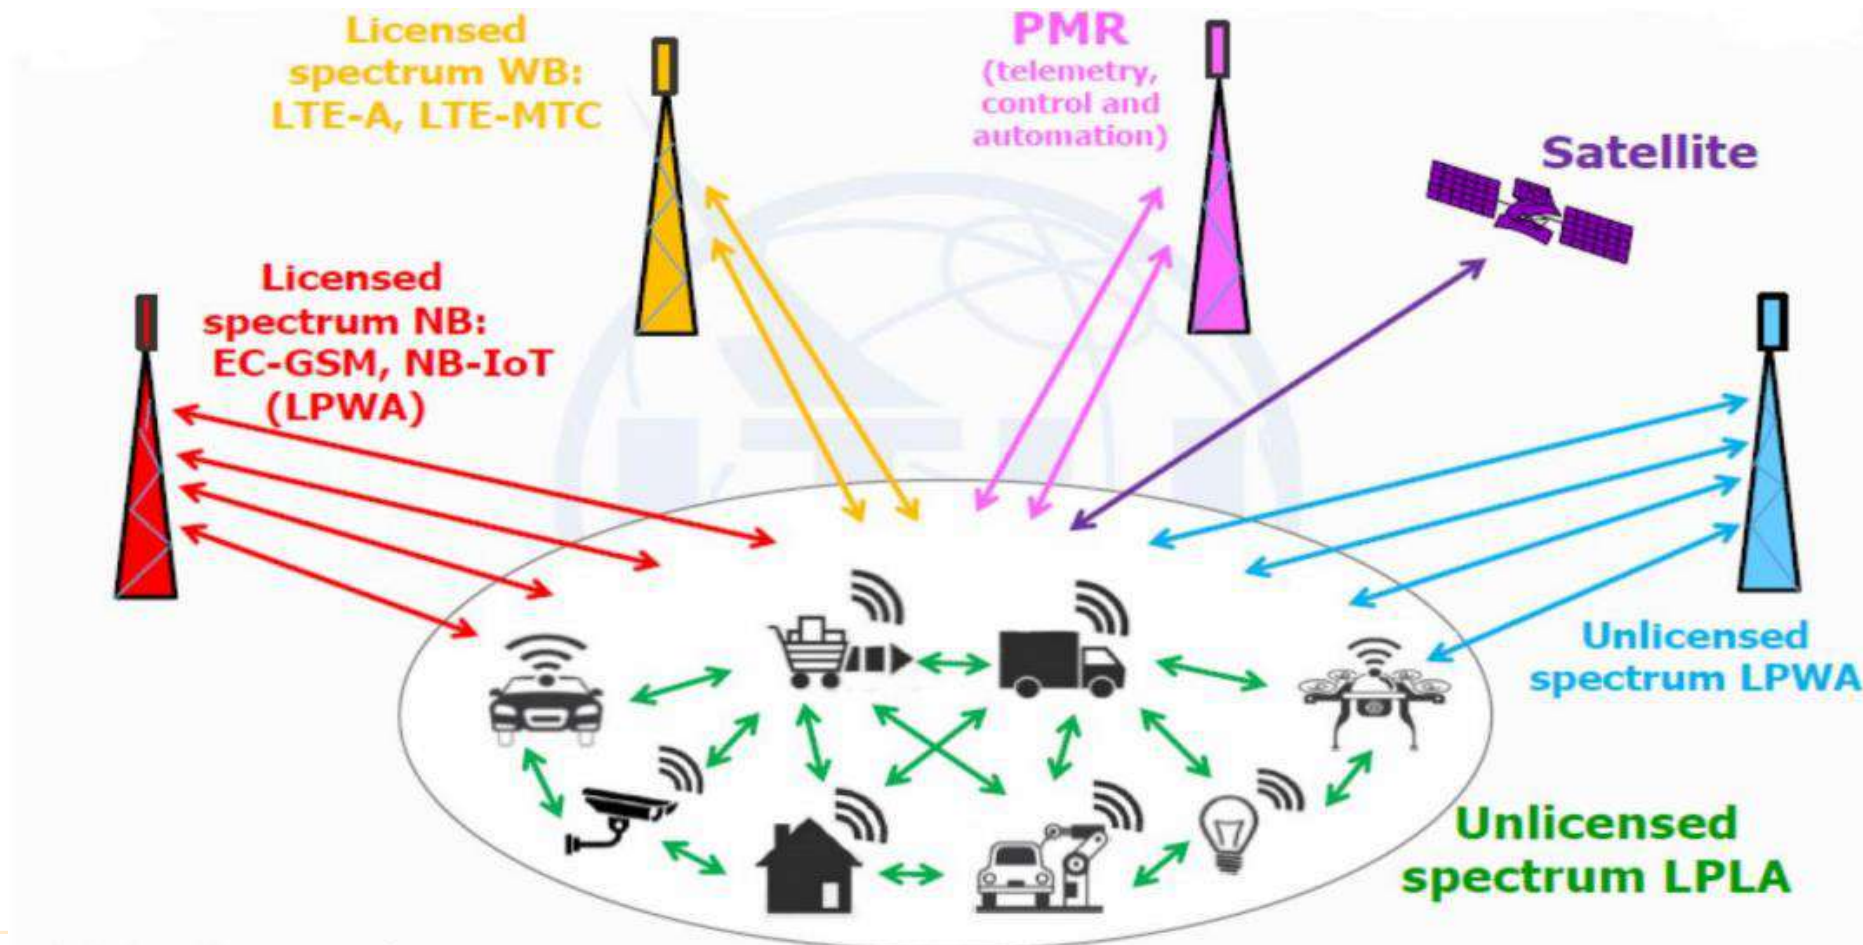 Licensed
spectrum WB:
LTE-A, LTE-MTC
PMR
(telemetry,
control and
automation)
Satellite
Licensed
spectrum NB:
EC-GSM, NB-IoT
(LPWA)
ITU
Unlicensed
spectrum LPWA
Unlicensed
spectrum LPLA